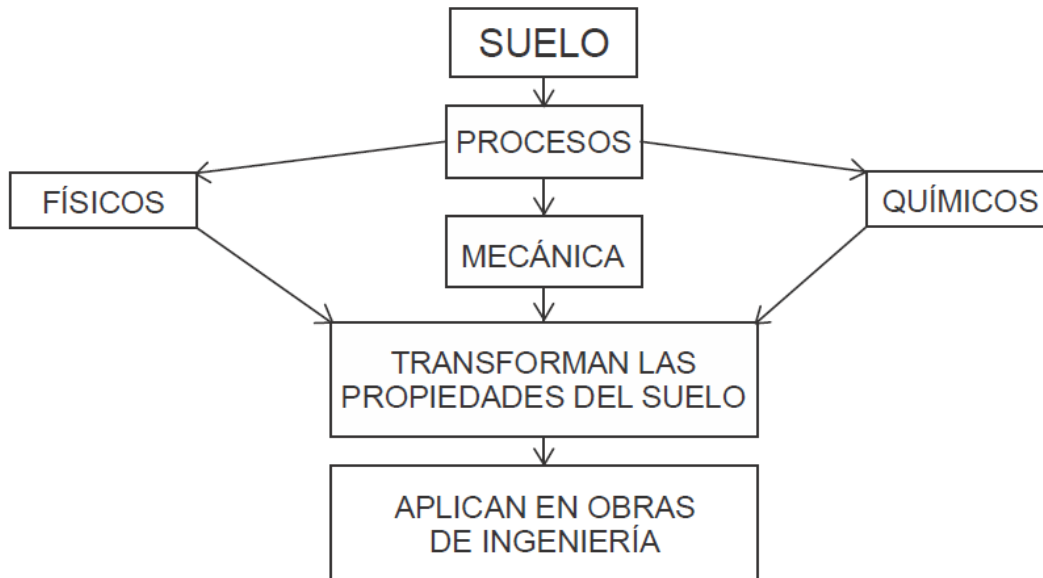 SUELO
PROCESOS
FÍSICOS
QUÍMICOS
MECÁNICA
TRANSFORMAN LAS
PROPIEDADES DEL SUELO
APLICAN EN OBRAS
DE INGENIERÍA